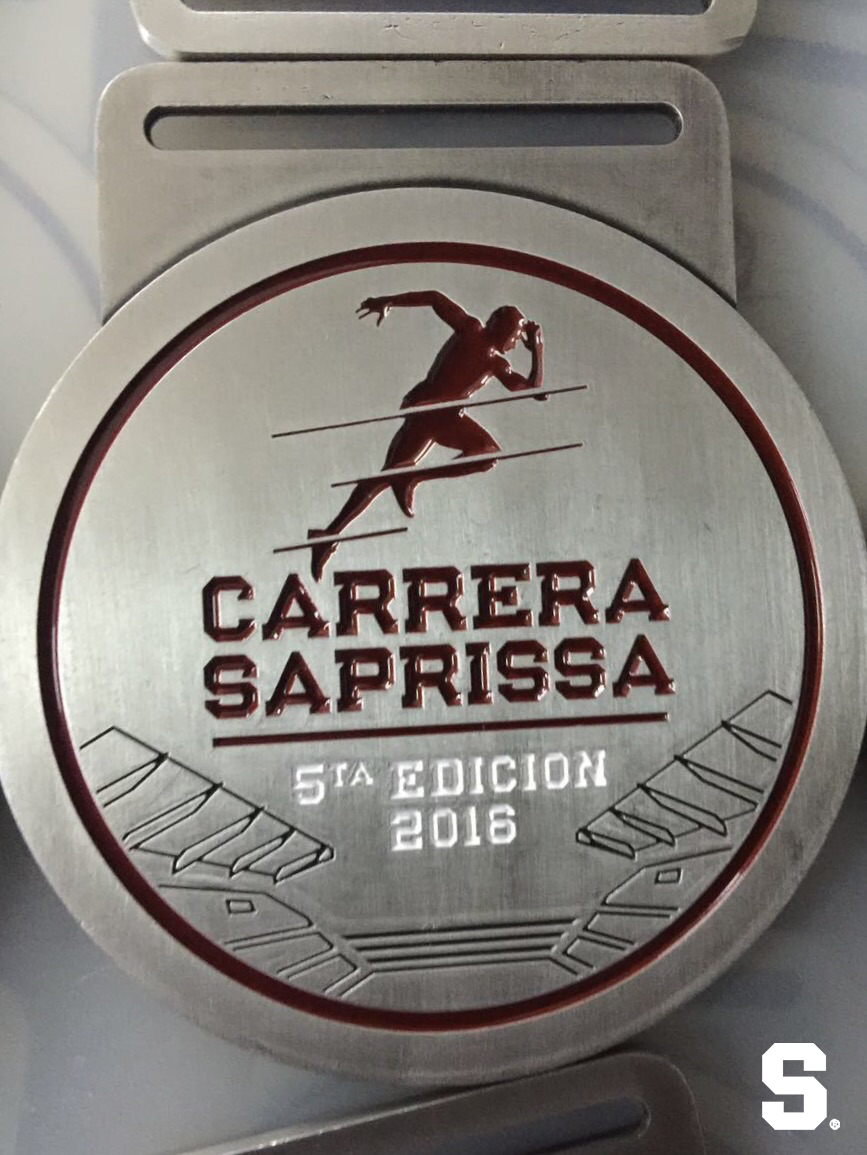 CARRERA
SAPRISSA
5TA EDICION
2016
S®